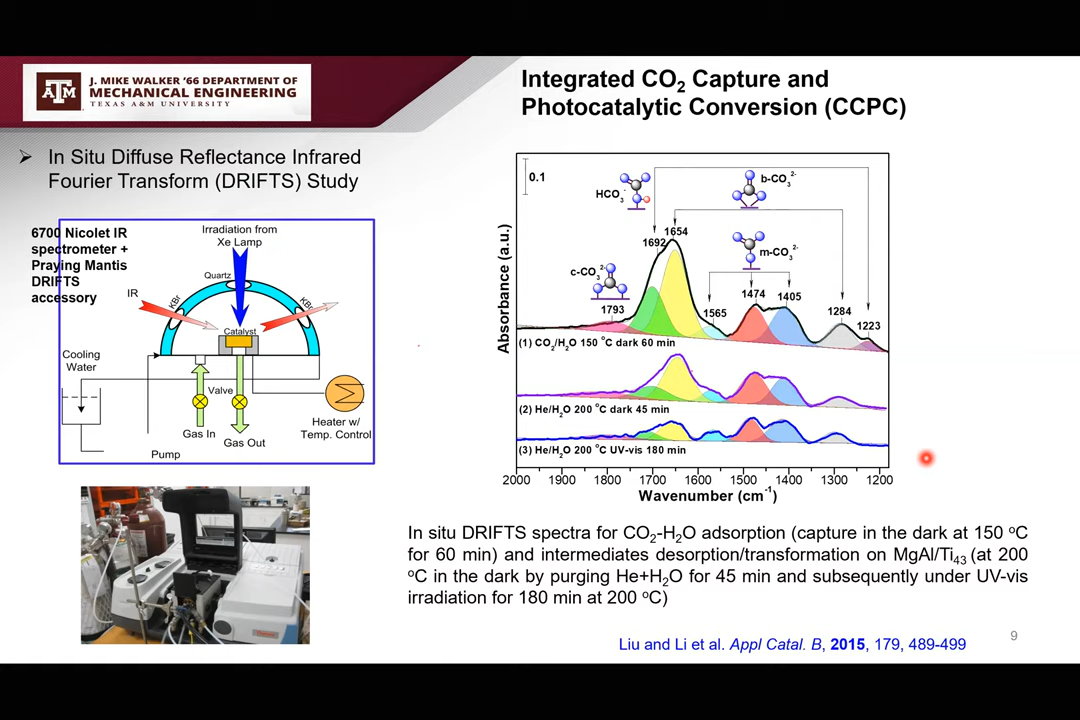 J. MIKE WALKER '66 DEPARTMENT OF
MECHANICAL ENGINEERING
TEXAS A&M UNIVERSITY
Integrated CO2 Capture and
Photocatalytic Conversion (CCPC)
➢ In Situ Diffuse Reflectance Infrared
Fourier Transform (DRIFTS) Study
6700 Nicolet IR
spectrometer +
Praying Mantis
DRIFTS
accessory
Irradiation from
Xe Lamp
Quartz
IR
KBr
KBr
Catalyst
Cooling
Water
Valve
Gas In
Gas Out
Pump
Heater w/
Temp. Control
0.1
HCO3-
b-CO3 2-
m-CO3 2-
c-CO3 2-
1692
1654
1793
1565
1474
1405
1284
1223
(1) CO2/H2O 150 °C dark 60 min
(2) He/H2O 200 °C dark 45 min
(3) He/H2O 200 °C UV-vis 180 min
Absorbance (a.u.)
2000 1900 1800 1700 1600 1500 1400 1300 1200
Wavenumber (cm-1)
In situ DRIFTS spectra for CO2-H2O adsorption (capture in the dark at 150 °C
for 60 min) and intermediates desorption/transformation on MgAl/Ti43 (at 200
°C in the dark by purging He+H2O for 45 min and subsequently under UV-vis
irradiation for 180 min at 200 °C)
Liu and Li et al. Appl Catal. B, 2015, 179, 489-499
9